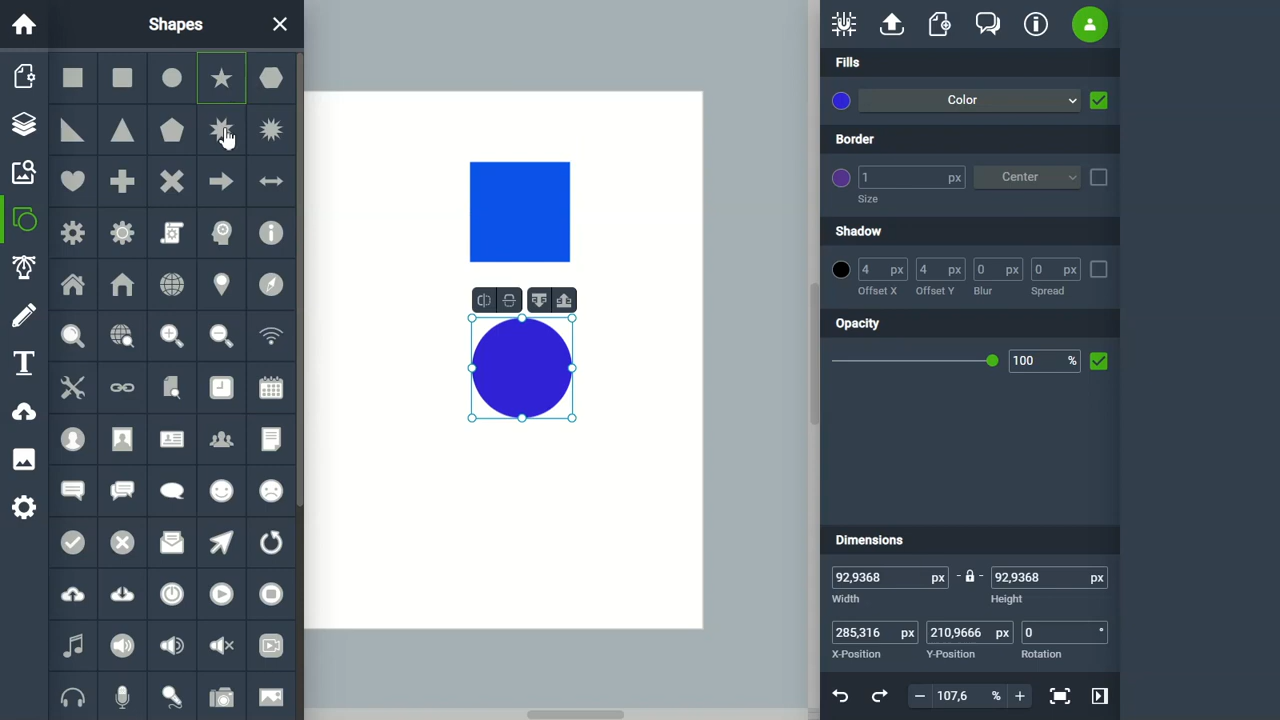 Shapes
Fills
Color
Border
1 px
Center
Size
Shadow
4 px
4 px
0 px
0 px
Offset X
Offset Y
Blur
Spread
Opacity
100 %
Dimensions
92,9368 px
92,9368 px
Width
Height
285,316 px
210,9666 px
0 °
X-Position
Y-Position
Rotation
107,6 %